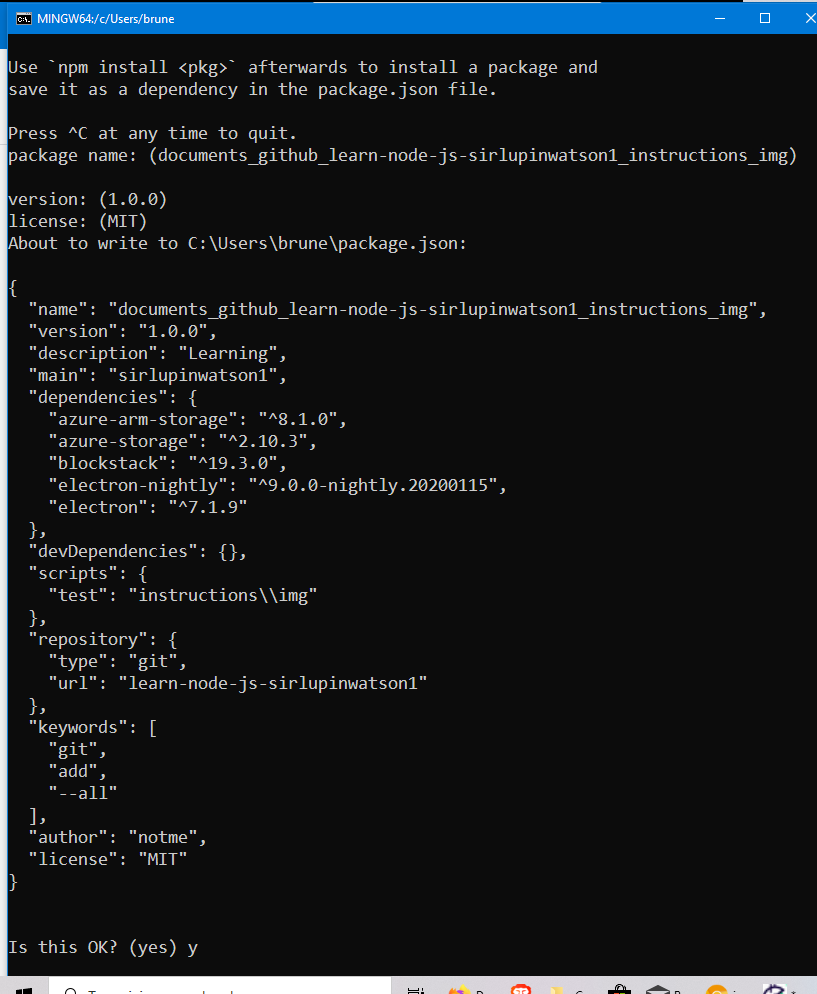 MINGW64:/c/Users/brune
Use `npm install <pkg>` afterwards to install a package and
save it as a dependency in the package.json file.
Press ^C at any time to quit.
package name: (documents_github_learn-node-js-sirlupinwatson1_instructions_img)
version: (1.0.0)
license: (MIT)
About to write to C:\Users\brune\package.json:
{
  "name": "documents_github_learn-node-js-sirlupinwatson1_instructions_img",
  "version": "1.0.0",
  "description": "Learning",
  "main": "sirlupinwatson1",
  "dependencies": {
    "azure-arm-storage": "^8.1.0",
    "azure-storage": "^2.10.3",
    "blockstack": "^19.3.0",
    "electron-nightly": "^9.0.0-nightly.20200115",
    "electron": "^7.1.9"
  },
  "devDependencies": {},
  "scripts": {
    "test": "instructions\\img"
  },
  "repository": {
    "type": "git",
    "url": "learn-node-js-sirlupinwatson1"
  },
  "keywords": [
    "git",
    "add",
    "--all"
  ],
  "author": "notme",
  "license": "MIT"
}
Is this OK? (yes) y